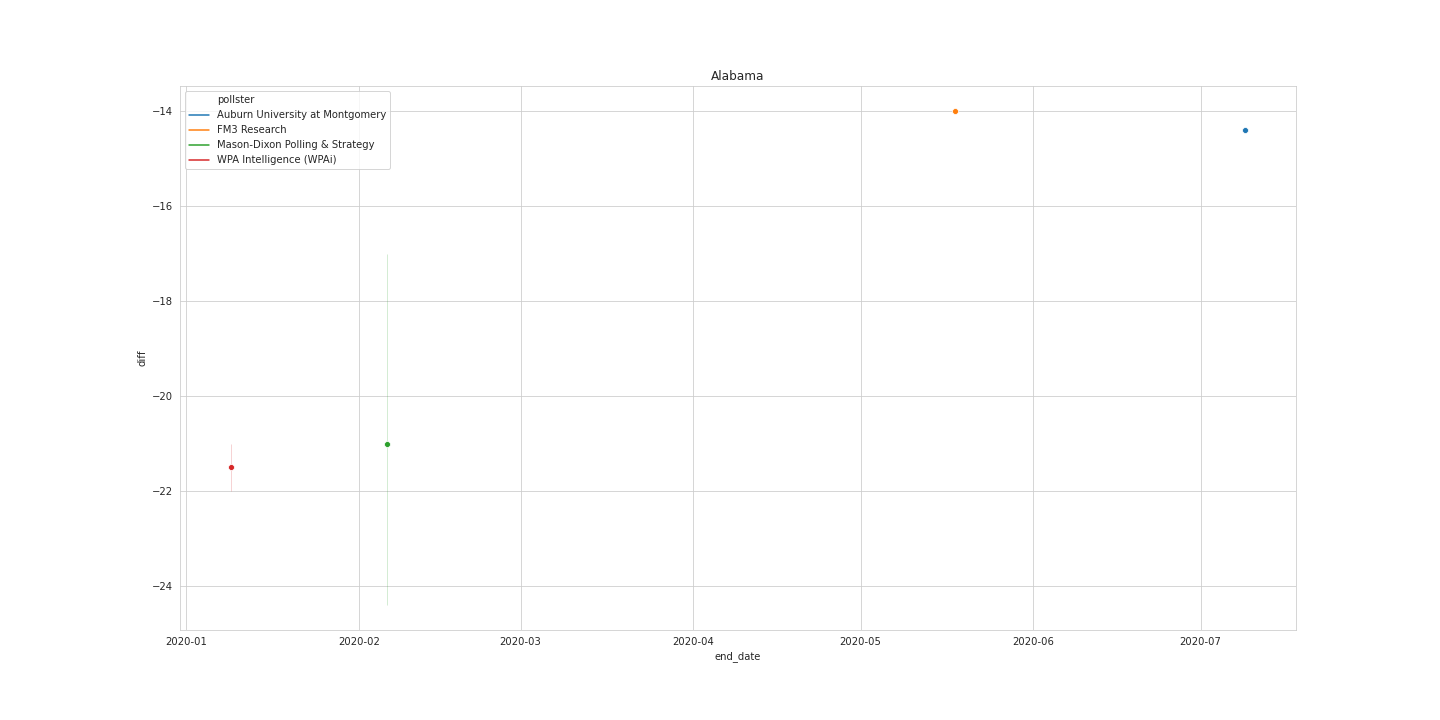 Alabama
pollster
Auburn University at Montgomery
FM3 Research
Mason-Dixon Polling & Strategy
WPA Intelligence (WPAi)
−14
−16
−18
−20
−22
−24
diff
2020-01 2020-02 2020-03 2020-04 2020-05 2020-06 2020-07
end_date